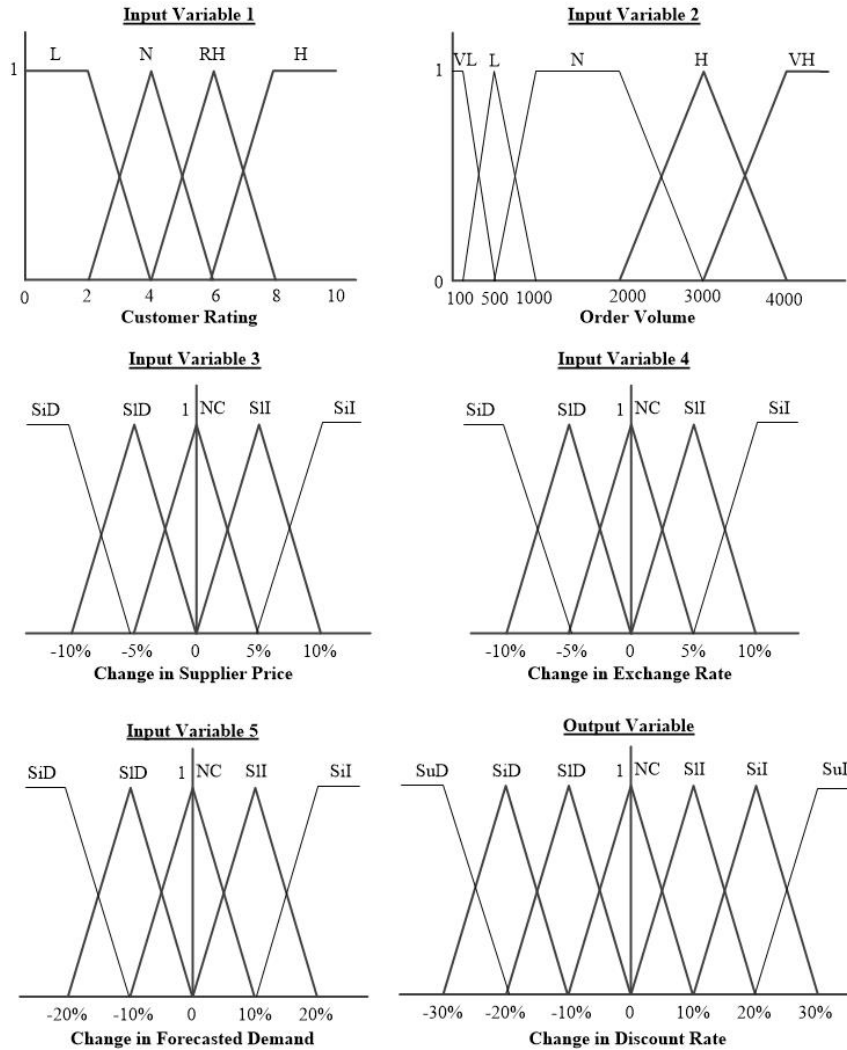 Input Variable 1
L N RH H
1
0 2 4 6 8 10
Customer Rating
Input Variable 2
VL L N H VH
1
0
100 500 1000 2000 3000 4000
Order Volume
Input Variable 3
SiD SlD 1 NC SlI SiI
-10% -5% 0 5% 10%
Change in Supplier Price
Input Variable 4
SiD SlD 1 NC SlI SiI
-10% -5% 0 5% 10%
Change in Exchange Rate
Input Variable 5
SiD SlD 1 NC SlI SiI
-20% -10% 0 10% 20%
Change in Forecasted Demand
Output Variable
SuD SiD SlD 1 NC SlI SiI SuI
-30% -20% -10% 0 10% 20% 30%
Change in Discount Rate